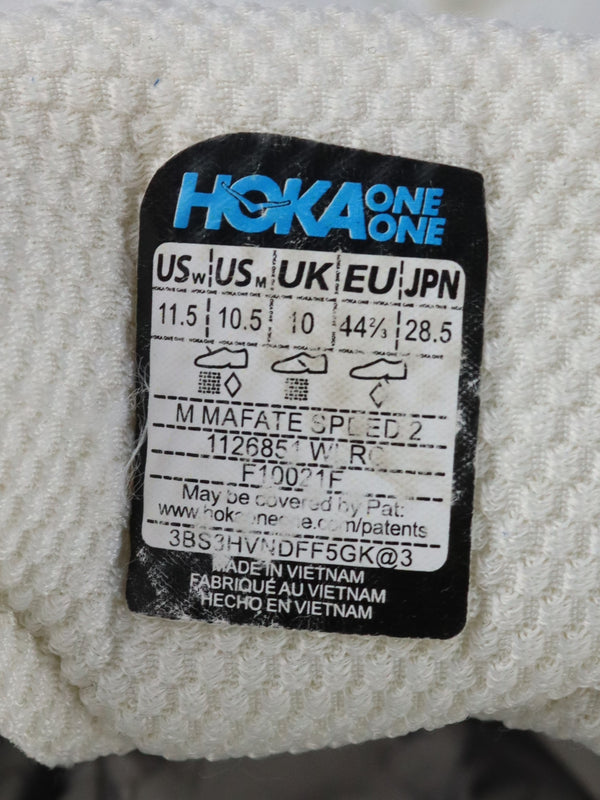 HOKA ONE ONE
US W US M UK EU JPN
11.5 10.5 10 44⅔ 28.5
M MAFATE SPEED 2
1126851
F10021F
May be covered by Pat:
www.hokaoneone.com/patents
3BS3HVNDFF5GK@3
MADE IN VIETNAM
FABRIQUÉ AU VIETNAM
HECHO EN VIETNAM